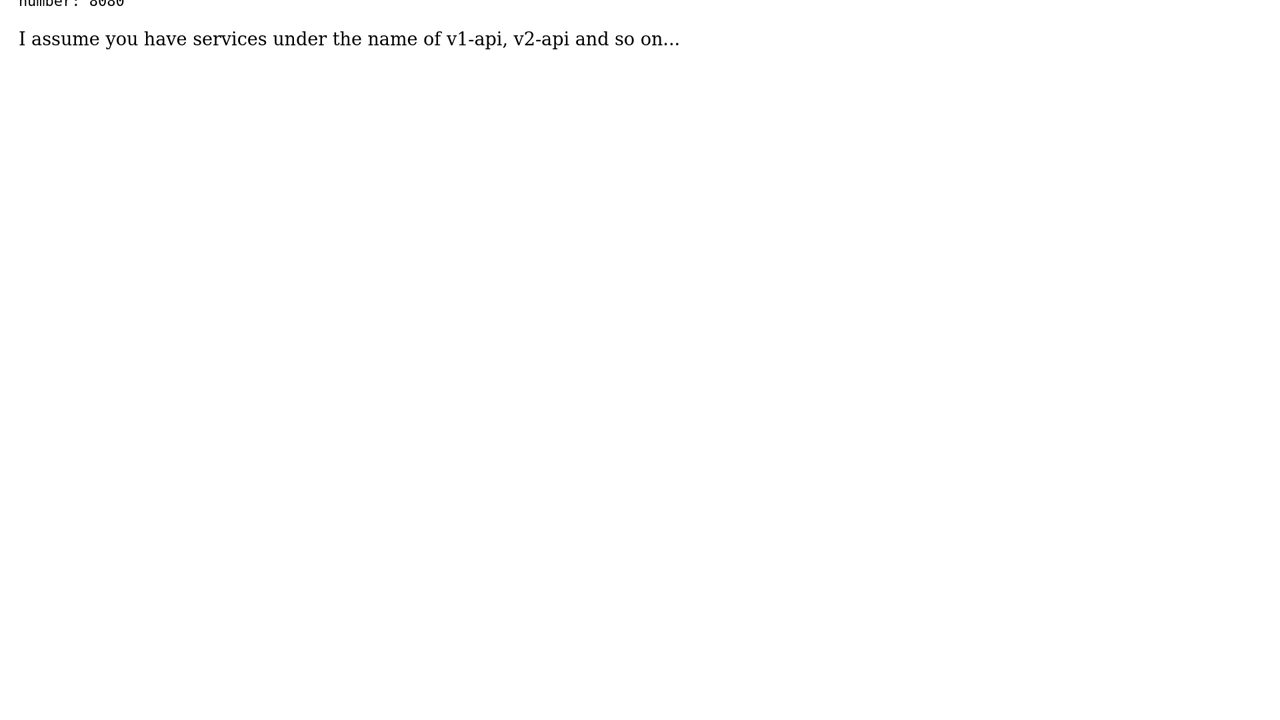 number: 8080
I assume you have services under the name of v1-api, v2-api and so on...